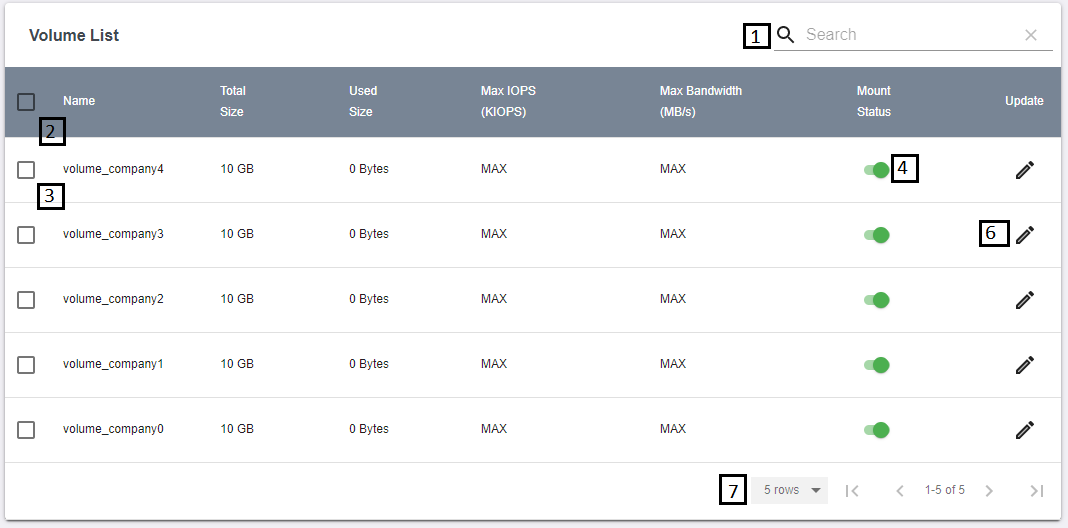 Volume List
1
Search
Name
Total
Size
Used
Size
Max IOPS
(KIOPS)
Max Bandwidth
(MB/s)
Mount
Status
Update
2
volume_company4 10 GB 0 Bytes MAX MAX
4
3
volume_company3 10 GB 0 Bytes MAX MAX
6
volume_company2 10 GB 0 Bytes MAX MAX
volume_company1 10 GB 0 Bytes MAX MAX
volume_company0 10 GB 0 Bytes MAX MAX
7
5 rows
1-5 of 5